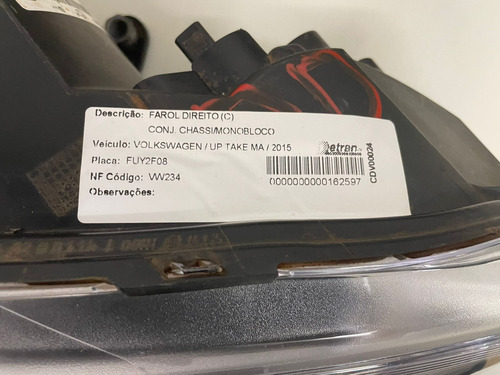 Descrição: FAROL DIREITO (C)
CONJ. CHASSI/MONOBLOCO
Veículo: VOLKSWAGEN / UP TAKE MA / 2015
Placa: FUY2F08
NF Código: VW234
Observações:
Detran
0000000000162597
CDV00024